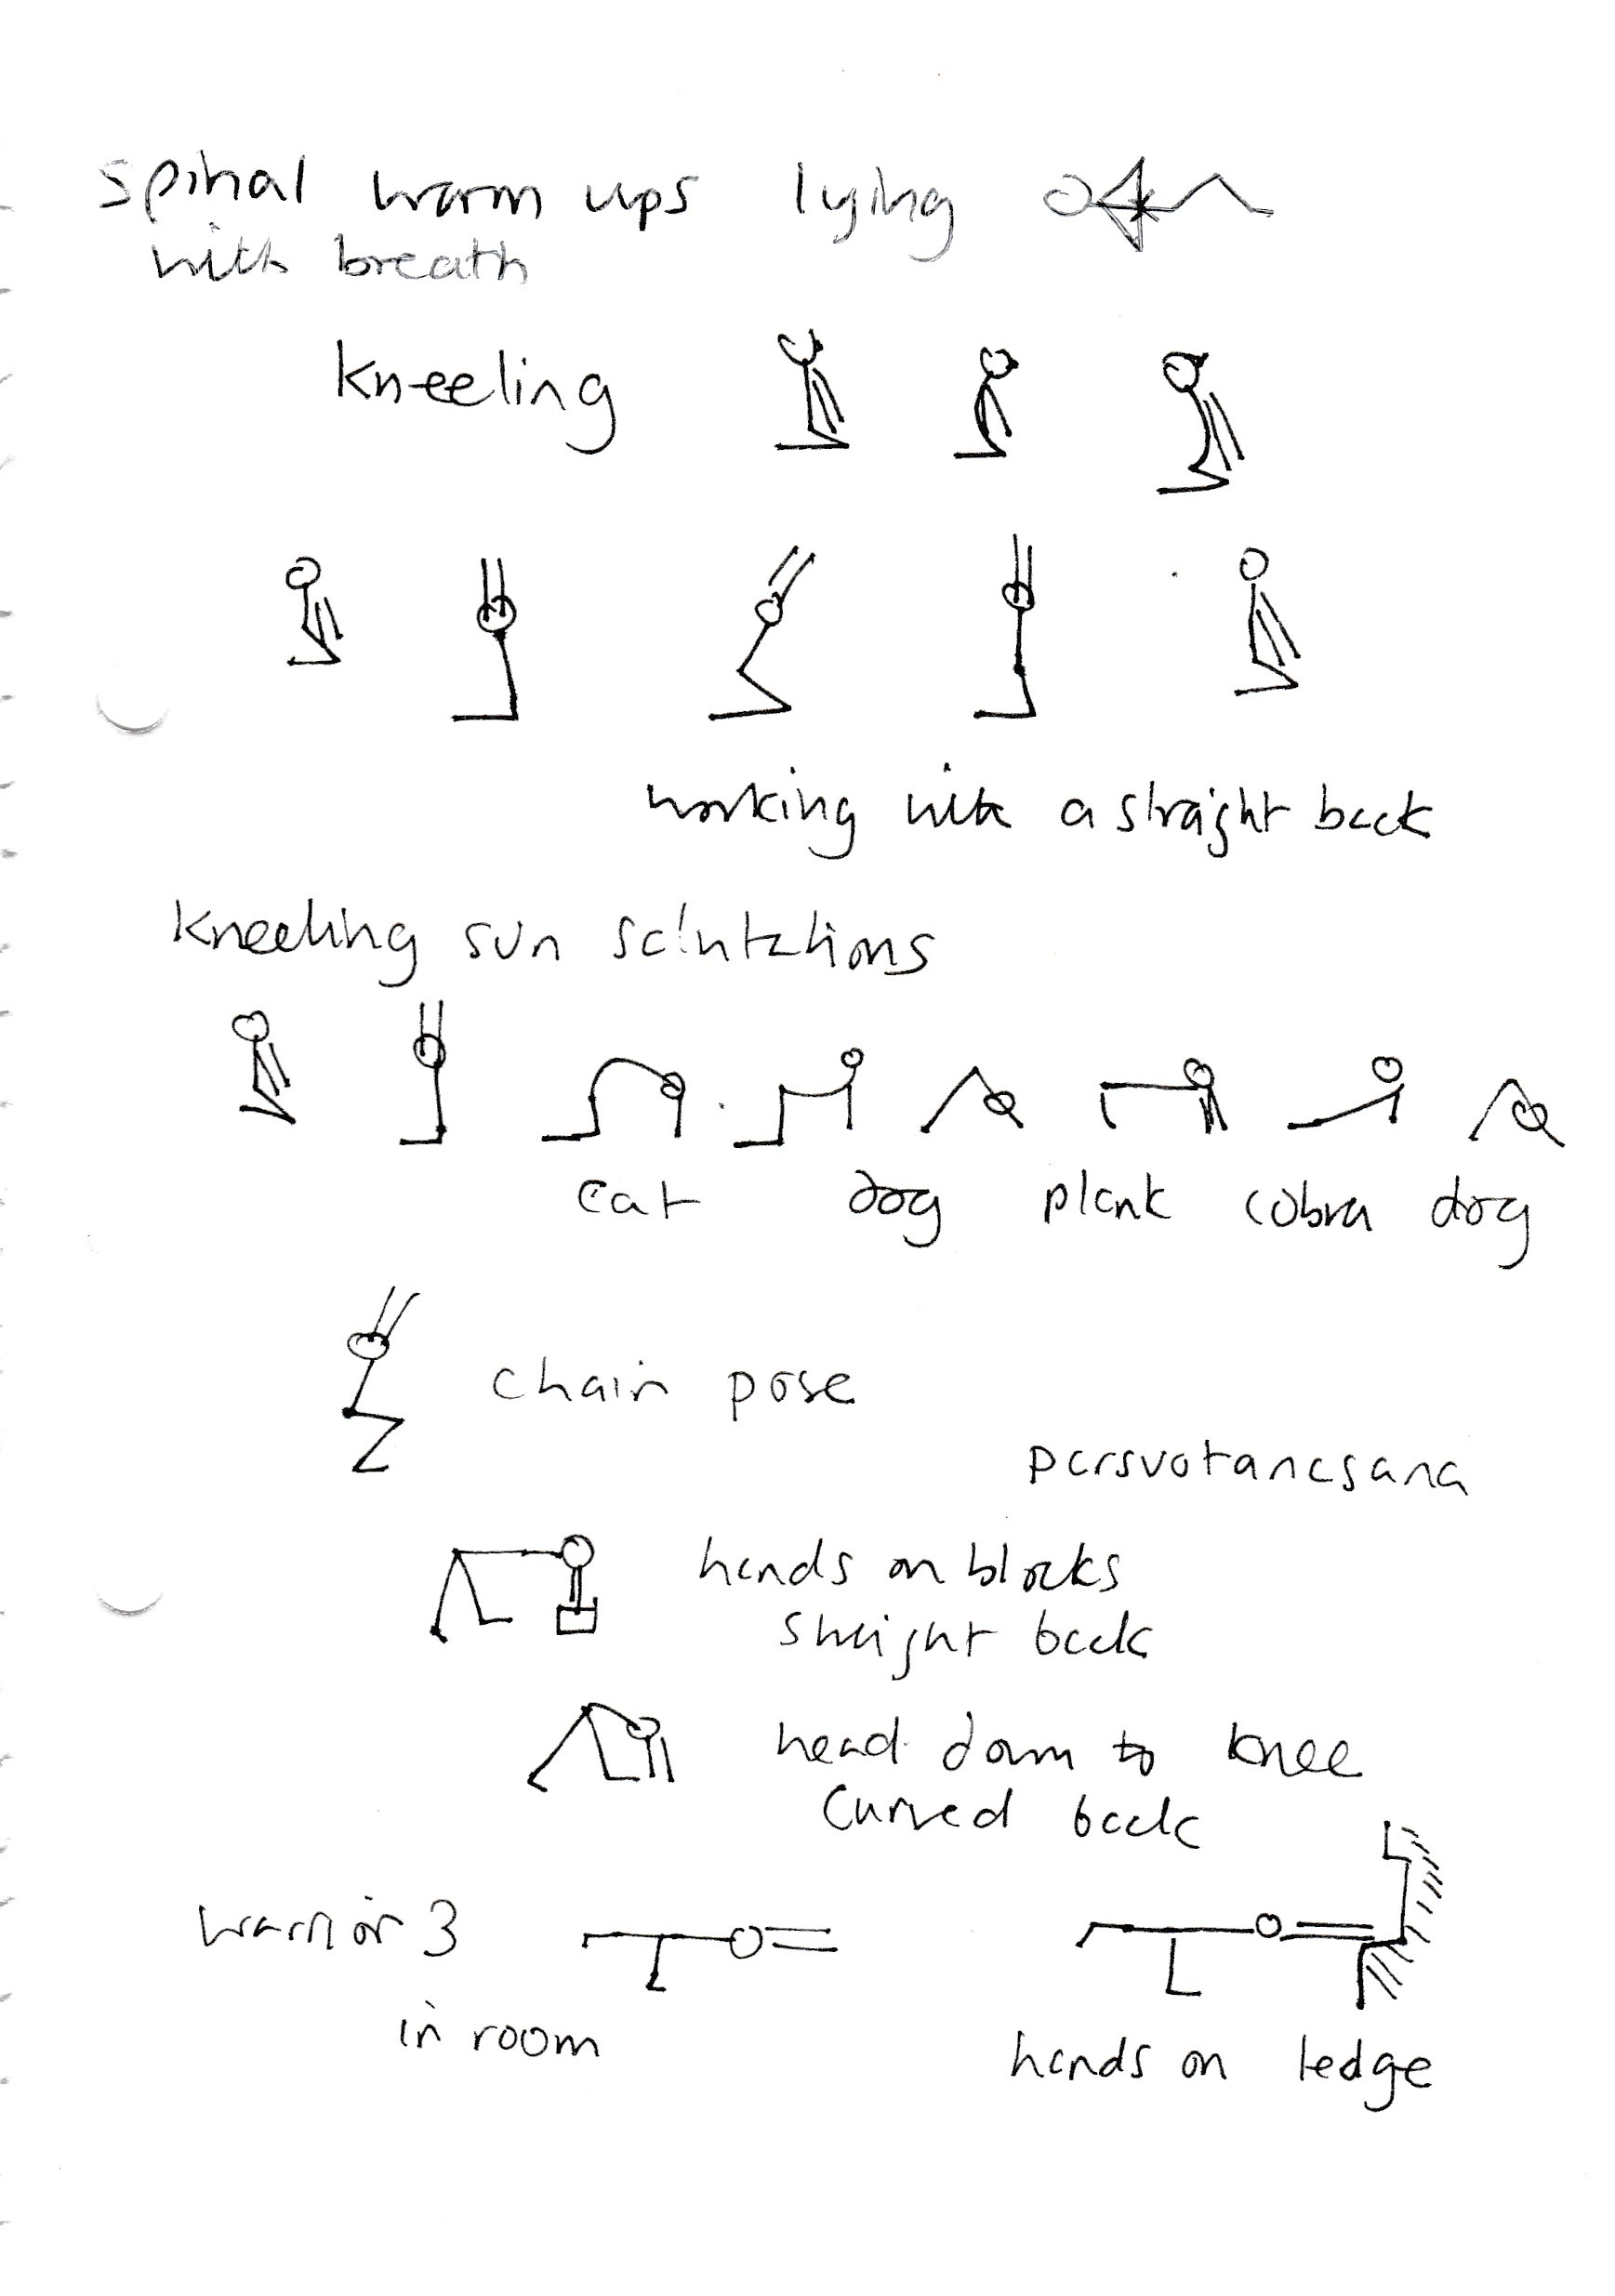 spinal warm ups lying
with breath
kneeling
working with a straight back
kneeling sun salutations
cat dog plank cobra dog
chair pose
parsvotanasana
hands on blocks
straight back
head down to knee
curved back
warrior 3
in room
hands on ledge